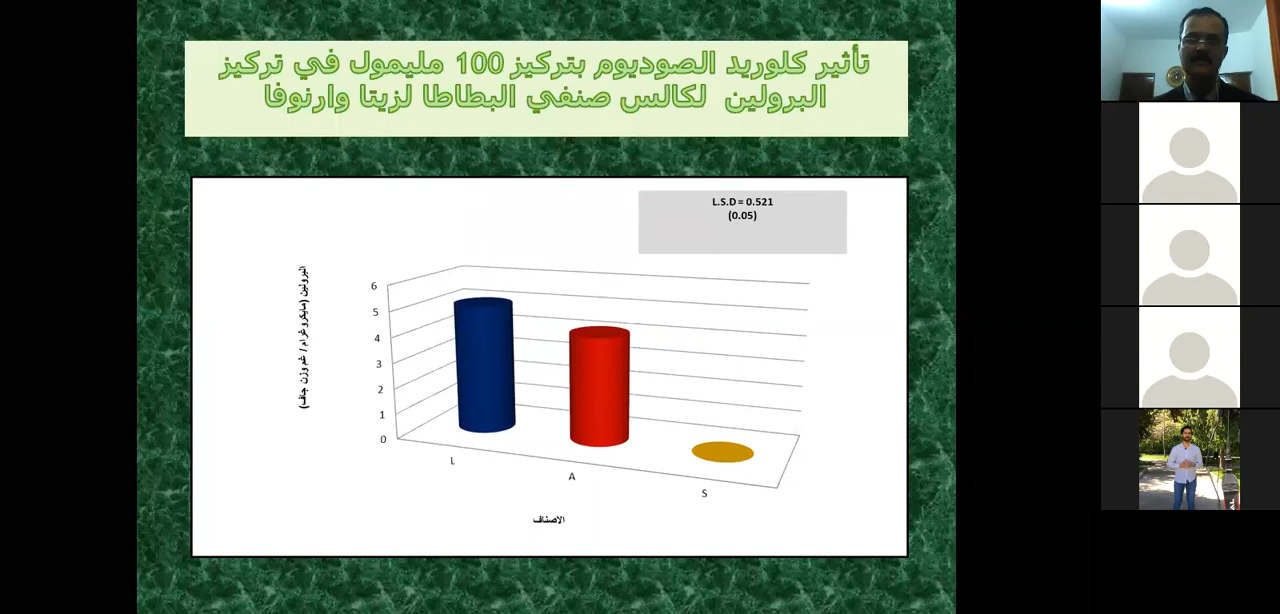 تأثير كلوريد الصوديوم بتركيز 100 مليمول في تركيز
البرولين لكالس صنفي البطاطا لزيتا وارنوفا
L.S.D = 0.521
(0.05)
البرولين (مايكروغرام / غم وزن جاف)
6
5
4
3
2
1
0
L
A
S
الاصناف